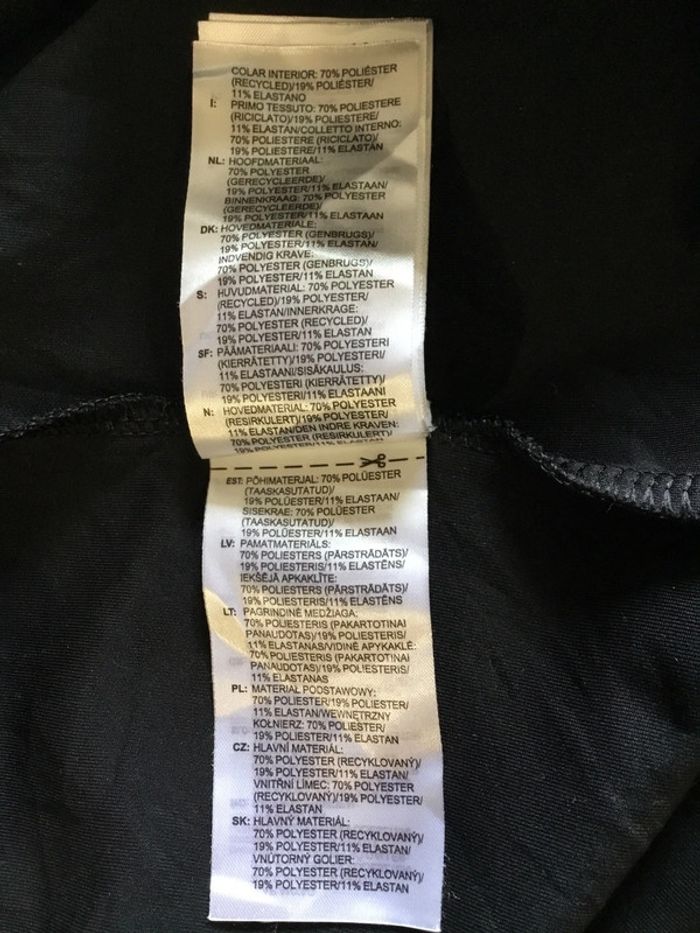 COLAR INTERIOR: 70% POLIÉSTER
(RECYCLED)/19% POLIÉSTER/
11% ELASTANO
I: PRIMO TESSUTO: 70% POLIESTERE
(RICICLATO)/19% POLIESTERE/
11% ELASTAN/COLLETTO INTERNO:
70% POLIESTERE (RICICLATO)/
19% POLIESTERE/11% ELASTAN
NL: HOOFDMATERIAAL:
70% POLYESTER
(GERECYCLEERDE)/
19% POLYESTER/11% ELASTAAN/
BINNENKRAAG: 70% POLYESTER
(GERECYCLEERDE)/
19% POLYESTER/11% ELASTAAN
DK: HOVEDMATERIALE:
70% POLYESTER (GENBRUGS)/
19% POLYESTER/11% ELASTAN/
INDVENDIG KRAVE:
70% POLYESTER (GENBRUGS)/
19% POLYESTER/11% ELASTAN
S: HUVUDMATERIAL: 70% POLYESTER
(RECYCLED)/19% POLYESTER/
11% ELASTAN/INNERKRAGE:
70% POLYESTER (RECYCLED)/
19% POLYESTER/11% ELASTAN
SF: PÄÄMATERIAALI: 70% POLYESTERI
(KIERRÄTETTY)/19% POLYESTERI/
11% ELASTAANI/SISÄKAULUS:
70% POLYESTERI (KIERRÄTETTY)/
19% POLYESTERI/11% ELASTAANI
N: HOVEDMATERIAL: 70% POLYESTER
(RESIRKULERT)/19% POLYESTER/
11% ELASTAN/DEN INDRE KRAVEN:
70% POLYESTER (RESIRKULERT)/
19% POLYESTER/11% ELASTAN
EST: PÕHIMATERJAL: 70% POLÜESTER
(TAASKASUTATUD)/
19% POLÜESTER/11% ELASTAAN/
SISEKRAE: 70% POLÜESTER
(TAASKASUTATUD)/
19% POLÜESTER/11% ELASTAAN
LV: PAMATMATERIĀLS:
70% POLIESTERS (PĀRSTRĀDĀTS)/
19% POLIESTERIS/11% ELASTĒNS/
IEKŠĒJĀ APKAKLĪTE:
70% POLIESTERS (PĀRSTRĀDĀTS)/
19% POLIESTERIS/11% ELASTĒNS
LT: PAGRINDINĖ MEDŽIAGA:
70% POLIESTERIS (PAKARTOTINAI
PANAUDOTAS)/19% POLIESTERIS/
11% ELASTANAS/VIDINĖ APYKAKLĖ:
70% POLIESTERIS (PAKARTOTINAI
PANAUDOTAS)/19% POLIESTERIS/
11% ELASTANAS
PL: MATERIAŁ PODSTAWOWY:
70% POLIESTER/19% POLIESTER/
11% ELASTAN/WEWNĘTRZNY
KOŁNIERZ: 70% POLIESTER/
19% POLIESTER/11% ELASTAN
CZ: HLAVNÍ MATERIÁL:
70% POLYESTER (RECYKLOVANÝ)/
19% POLYESTER/11% ELASTAN/
VNITŘNÍ LÍMEC: 70% POLYESTER
(RECYKLOVANÝ)/19% POLYESTER/
11% ELASTAN
SK: HLAVNÝ MATERIÁL:
70% POLYESTER (RECYKLOVANÝ)/
19% POLYESTER/11% ELASTAN/
VNÚTORNÝ GOLIER:
70% POLYESTER (RECYKLOVANÝ)/
19% POLYESTER/11% ELASTAN